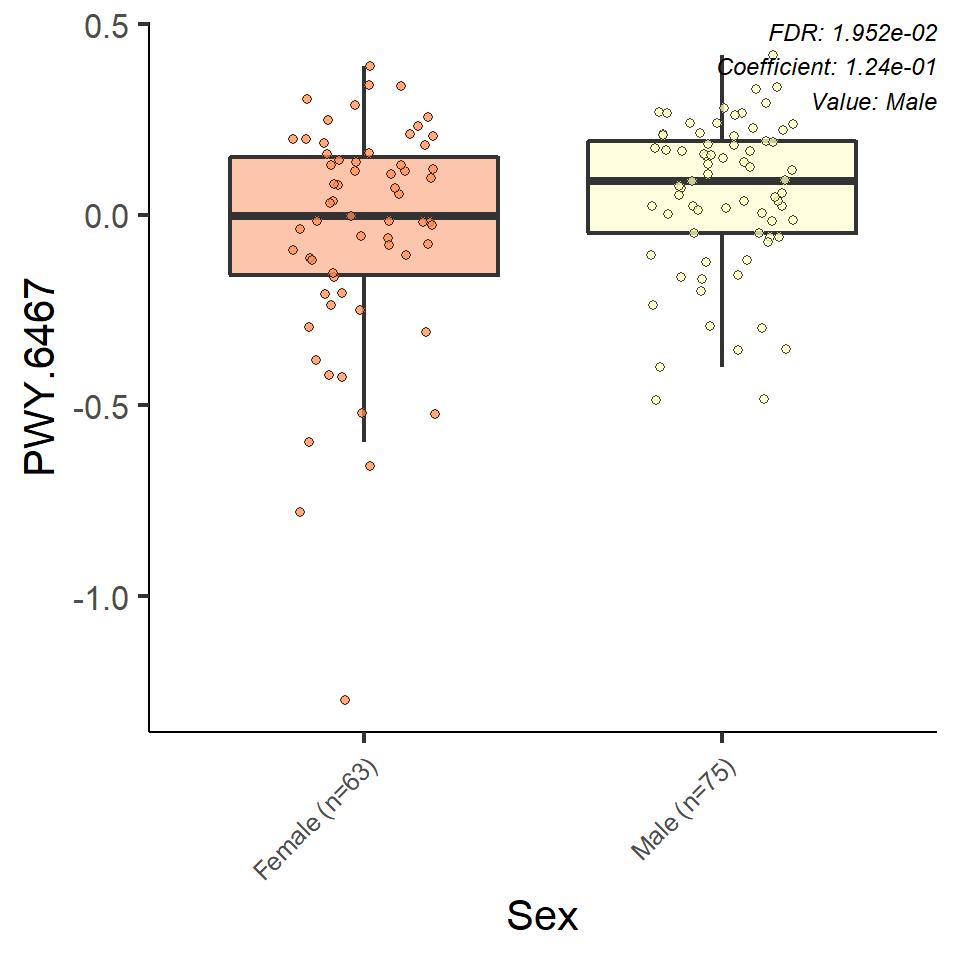 FDR: 1.952e-02
Coefficient: 1.24e-01
Value: Male
PWY.6467
0.5
0.0
-0.5
-1.0
Female (n=63)
Male (n=75)
Sex